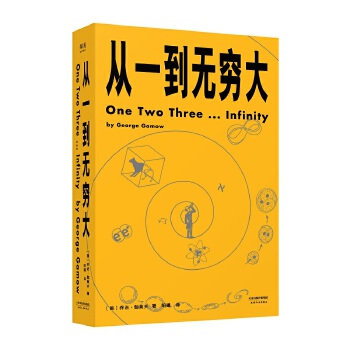 从一到无穷大
One Two Three ... Infinity
by George Gamow
从一到无穷大
One Two Three ... Infinity by George Gamow